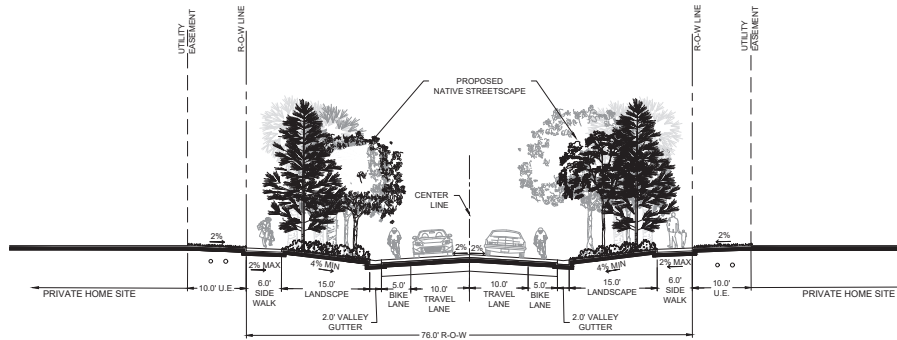 UTILITY
EASEMENT
R-O-W LINE
R-O-W LINE
UTILITY
EASEMENT
PROPOSED
NATIVE STREETSCAPE
CENTER
LINE
2%
2%
2%
2%
2% MAX
4% MIN
4% MIN
2% MAX
PRIVATE HOME SITE
10.0' U.E.
6.0'
SIDE
WALK
15.0'
LANDSCPE
5.0'
BIKE
LANE
10.0'
TRAVEL
LANE
10.0'
TRAVEL
LANE
5.0'
BIKE
LANE
15.0'
LANDSCAPE
6.0'
SIDE
WALK
10.0'
U.E.
PRIVATE HOME SITE
2.0' VALLEY
GUTTER
2.0' VALLEY
GUTTER
76.0' R-O-W